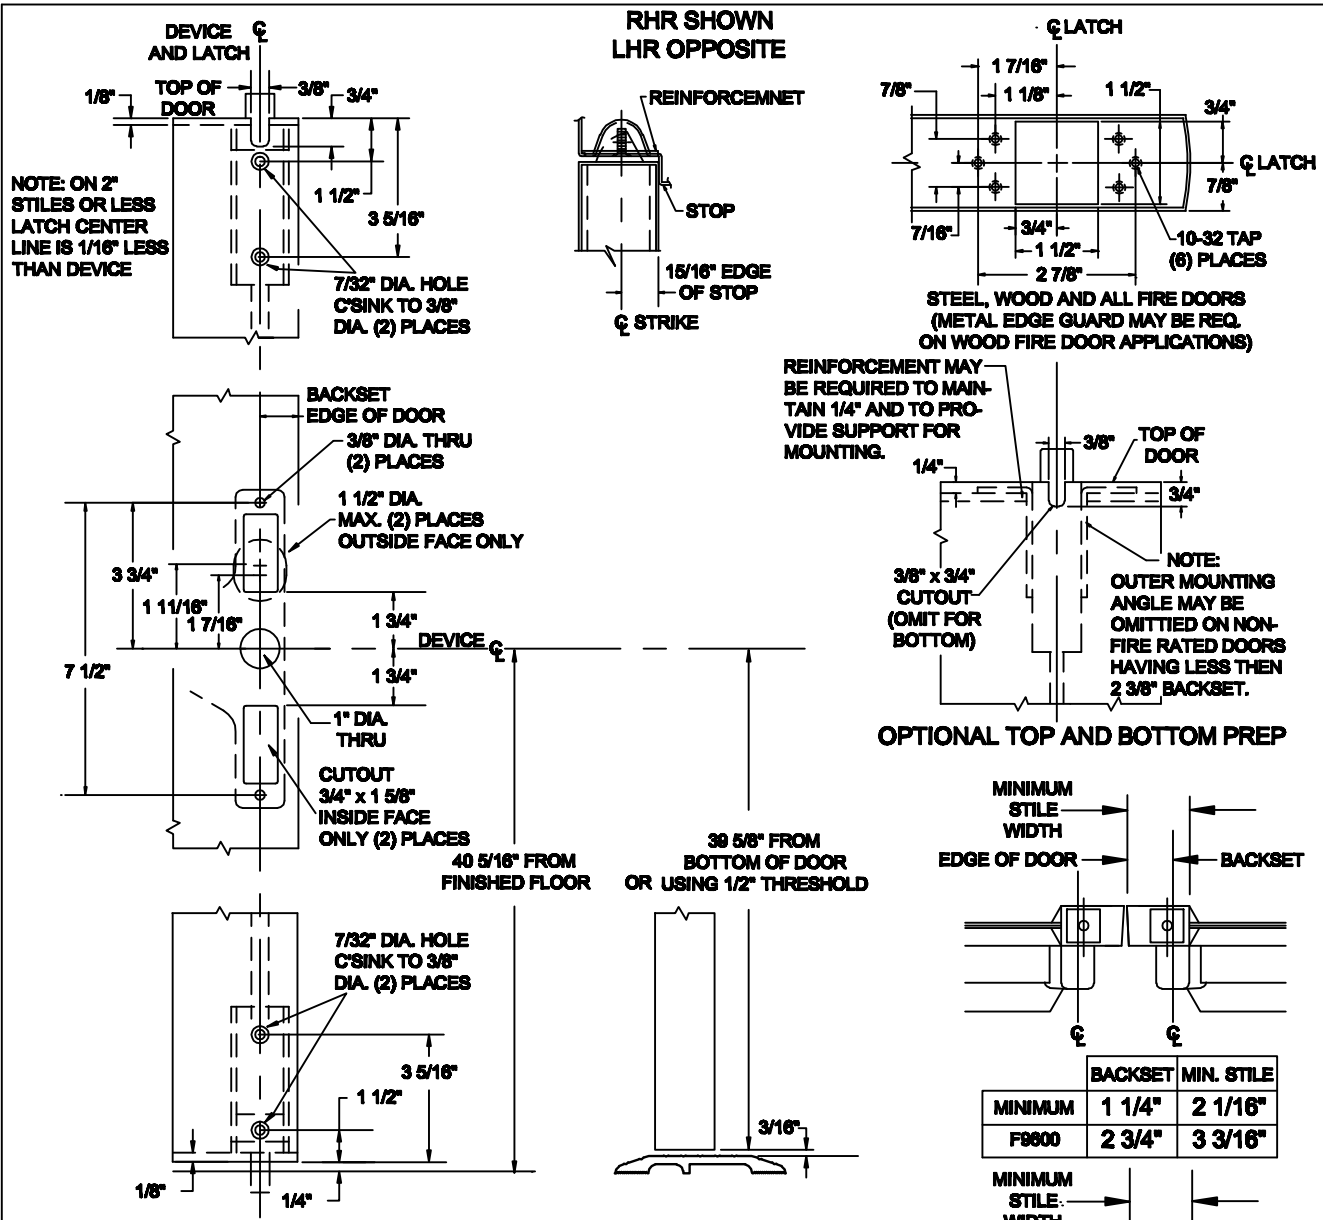 RHR SHOWN
LHR OPPOSITE
DEVICE ℄
AND LATCH
TOP OF
DOOR
1/8"
3/8"
3/4"
1 1/2"
3 5/16"
NOTE: ON 2"
STILES OR LESS
LATCH CENTER
LINE IS 1/16" LESS
THAN DEVICE
7/32" DIA. HOLE
C'SINK TO 3/8"
DIA. (2) PLACES
REINFORCEMNET
STOP
15/16" EDGE
OF STOP
℄ STRIKE
℄ LATCH
1 7/16"
7/8"
1 1/8"
1 1/2"
3/4"
℄ LATCH
7/8"
7/16"
3/4"
1 1/2"
2 7/8"
10-32 TAP
(6) PLACES
STEEL, WOOD AND ALL FIRE DOORS
(METAL EDGE GUARD MAY BE REQ.
ON WOOD FIRE DOOR APPLICATIONS)
BACKSET
EDGE OF DOOR
3/8" DIA. THRU
(2) PLACES
1 1/2" DIA.
MAX. (2) PLACES
OUTSIDE FACE ONLY
3 3/4"
1 11/16"
1 7/16"
7 1/2"
1 3/4"
DEVICE ℄
1 3/4"
1" DIA.
THRU
CUTOUT
3/4" x 1 5/8"
INSIDE FACE
ONLY (2) PLACES
40 5/16" FROM
FINISHED FLOOR
39 5/8" FROM
BOTTOM OF DOOR
OR USING 1/2" THRESHOLD
REINFORCEMENT MAY
BE REQUIRED TO MAIN-
TAIN 1/4" AND TO PRO-
VIDE SUPPORT FOR
MOUNTING.
3/8"
TOP OF
DOOR
1/4"
3/4"
3/8" x 3/4"
CUTOUT
(OMIT FOR
BOTTOM)
NOTE:
OUTER MOUNTING
ANGLE MAY BE
OMITTIED ON NON-
FIRE RATED DOORS
HAVING LESS THEN
2 3/8" BACKSET.
OPTIONAL TOP AND BOTTOM PREP
MINIMUM
STILE
WIDTH
EDGE OF DOOR
BACKSET
℄ ℄
7/32" DIA. HOLE
C'SINK TO 3/8"
DIA. (2) PLACES
3 5/16"
1 1/2"
1/8"
1/4"
3/16"
BACKSET MIN. STILE
MINIMUM 1 1/4" 2 1/16"
F9600 2 3/4" 3 3/16"
MINIMUM
STILE
WIDTH